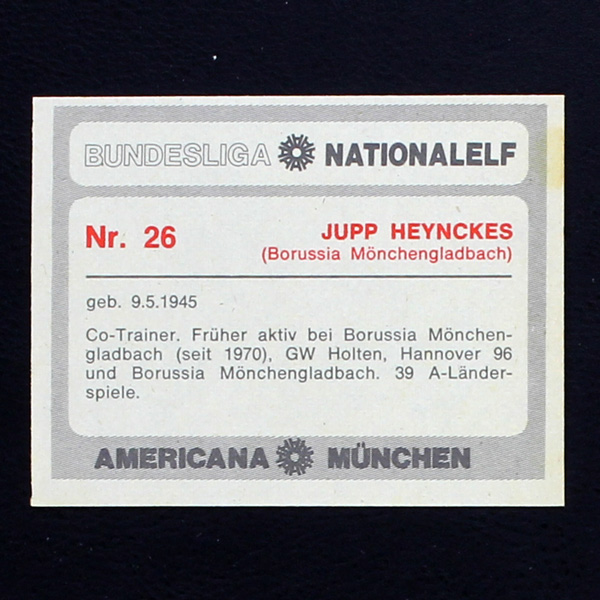 BUNDESLIGA NATIONALELF
Nr. 26 JUPP HEYNCKES
(Borussia Mönchengladbach)
geb. 9.5.1945
Co-Trainer. Früher aktiv bei Borussia Mönchen-
gladbach (seit 1970), GW Holten, Hannover 96
und Borussia Mönchengladbach. 39 A-Länder-
spiele.
AMERICANA MÜNCHEN